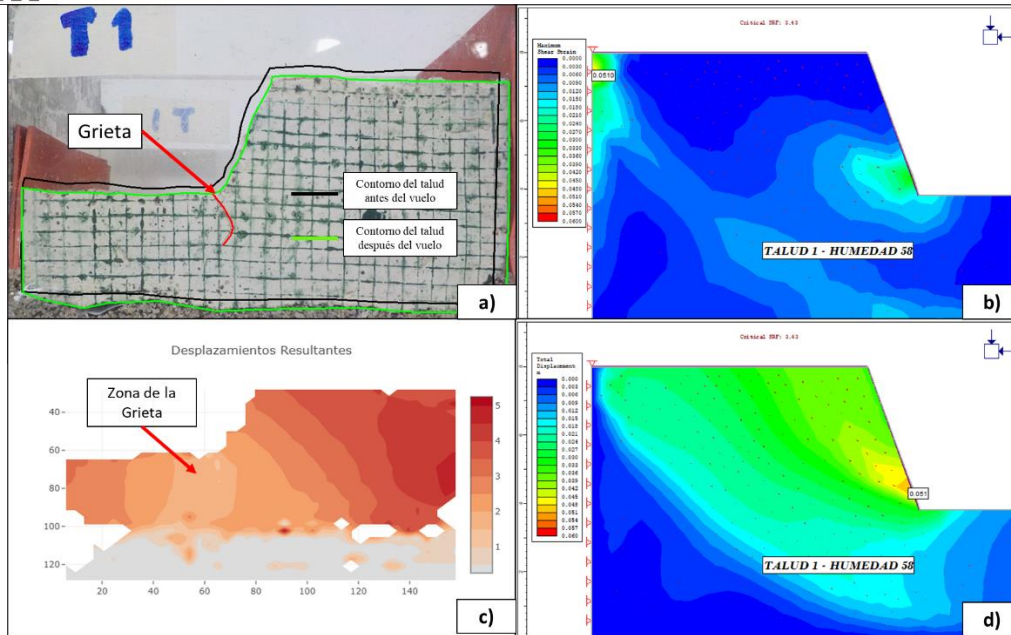 T 1
1T
Grieta
Contorno del talud
antes del vuelo
Contorno del talud
después del vuelo
a)
Critical SRF: 3.63
Maximum
Shear Strain
0.0000
0.0030
0.0060
0.0090
0.0120
0.0150
0.0180
0.0210
0.0240
0.0270
0.0300
0.0330
0.0360
0.0390
0.0420
0.0450
0.0480
0.0510
0.0540
0.0570
0.0600
0.0510
TALUD 1 - HUMEDAD 58
b)
Desplazamientos Resultantes
Zona de la
Grieta
40
60
80
100
120
20
40
60
80
100
120
140
5
4
3
2
1
c)
Critical SRF: 3.63
Total
Displacement
m
0.000
0.003
0.006
0.009
0.012
0.015
0.018
0.021
0.024
0.027
0.030
0.033
0.036
0.039
0.042
0.045
0.048
0.051
0.054
0.057
0.060
0.051
TALUD 1 - HUMEDAD 58
d)